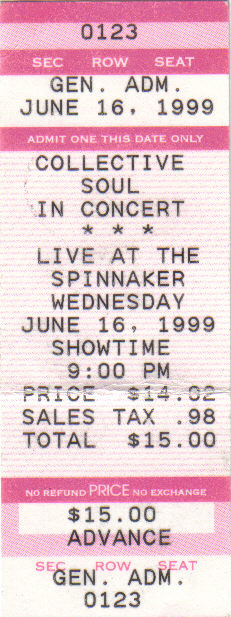 0123
SEC ROW SEAT
GEN. ADM.
JUNE 16, 1999
ADMIT ONE THIS DATE ONLY
COLLECTIVE
SOUL
IN CONCERT
* * *
LIVE AT THE
SPINNAKER
WEDNESDAY
JUNE 16, 1999
SHOWTIME
9:00 PM
PRICE $14.02
SALES TAX .98
TOTAL $15.00
NO REFUND PRICE NO EXCHANGE
$15.00
ADVANCE
SEC ROW SEAT
GEN. ADM.
0123